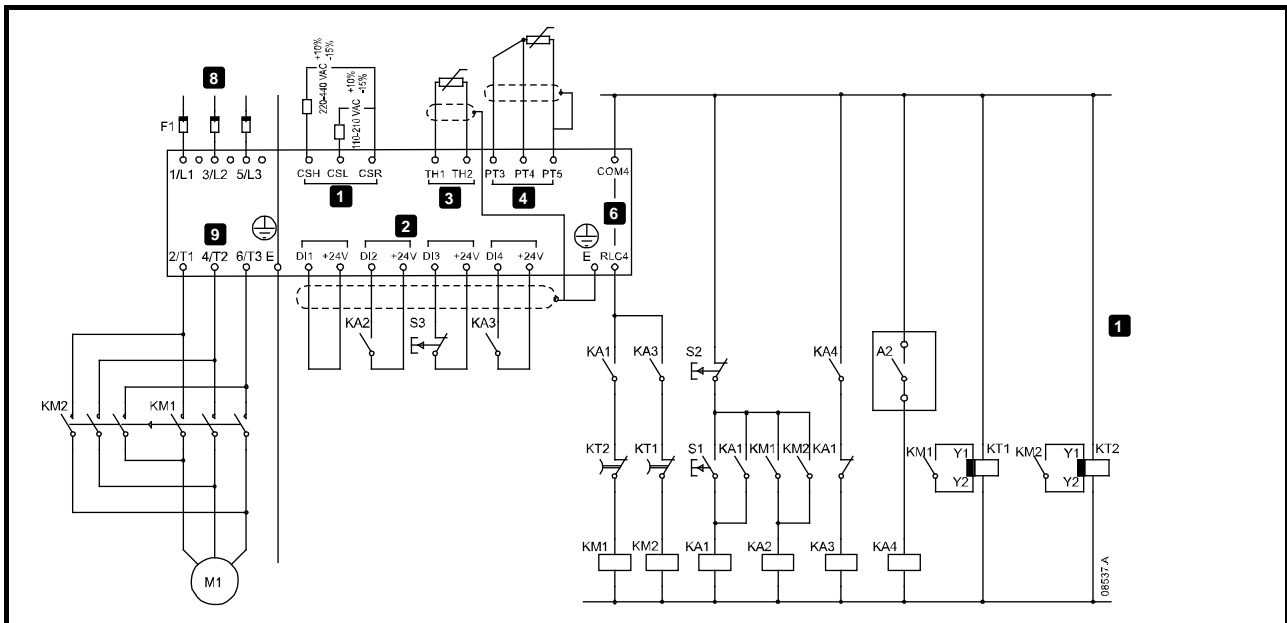 220-440 VAC +10% -15%
110-210 VAC +10% -15%
8
F1
1/L1 3/L2 5/L3
CSH CSL CSR
TH1 TH2
PT3 PT4 PT5
COM4
1
3
4
6
9
2
2/T1 4/T2 6/T3 E
DI1 +24V DI2 +24V DI3 +24V DI4 +24V
E RLC4
KA2 S3 KA3
KA1 KA3 S2 KA4 A2
1
KM2 KM1
KT2 KT1 S1 KA1 KM1 KM2 KA1
KM1 Y1 Y2 KT1
KM2 Y1 Y2 KT2
KM1 KM2 KA1 KA2 KA3 KA4
M1
08537.A